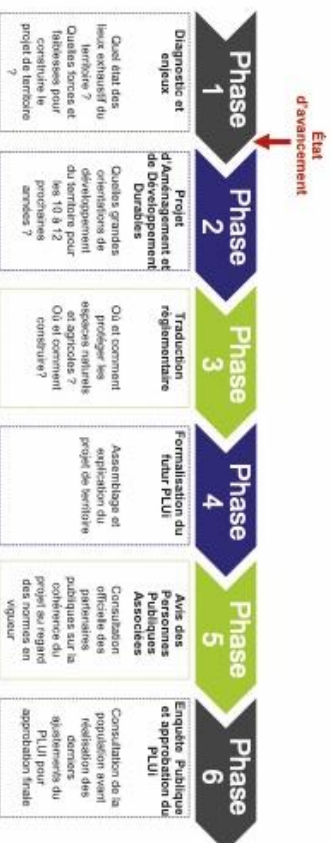 État
d'avancement
Phase
1
Diagnostic et
enjeux
Quel état des
lieux exhaustif du
territoire ?
Quelles forces et
faiblesses pour
construire le
projet de territoire
?
Phase
2
Projet
d'Aménagement et
de Développement
Durables
Quelles grandes
orientations de
développement
du territoire pour
les 10 à 12
prochaines
années ?
Phase
3
Traduction
règlementaire
Où et comment
protéger les
espaces naturels
et agricoles ?
Où et comment
construire?
Phase
4
Formalisation du
futur PLUi
Assemblage et
explication du
projet de territoire
Phase
5
Avis des
Personnes
Publiques
Associées
Consultation
officielle des
partenaires
publiques sur la
cohérence du
projet au regard
des normes en
vigueur
Phase
6
Enquête Publique
et approbation du
PLUi
Consultation de la
population avant
réalisation des
derniers
ajustements du
PLUi pour
approbation finale